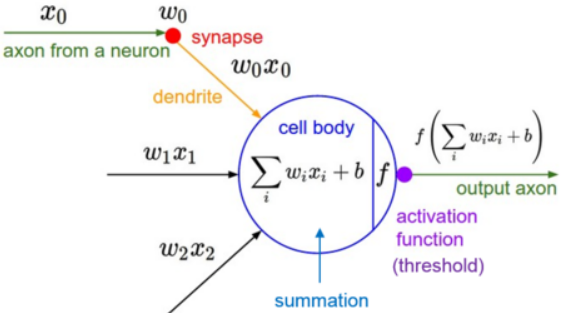 x₀ w₀
synapse
axon from a neuron
w₀x₀
dendrite
cell body
f(∑ᵢ wᵢxᵢ + b)
w₁x₁
∑ᵢ wᵢxᵢ + b f
output axon
activation
function
(threshold)
w₂x₂
summation